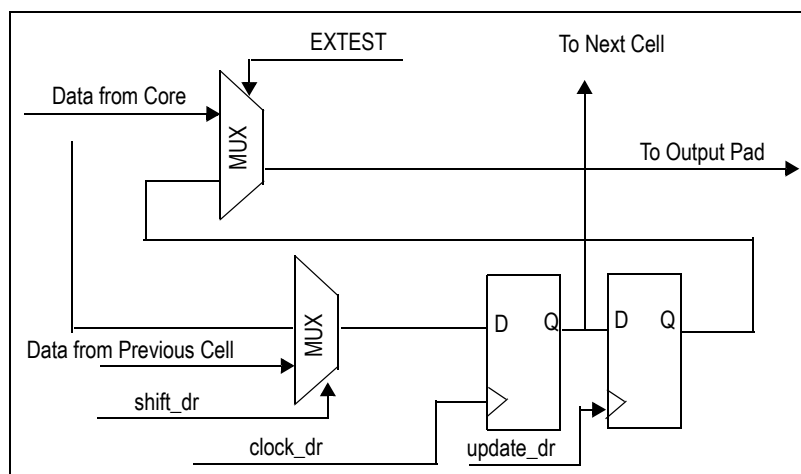 EXTEST
To Next Cell
Data from Core
MUX
To Output Pad
MUX
D Q
D Q
Data from Previous Cell
shift_dr
clock_dr
update_dr